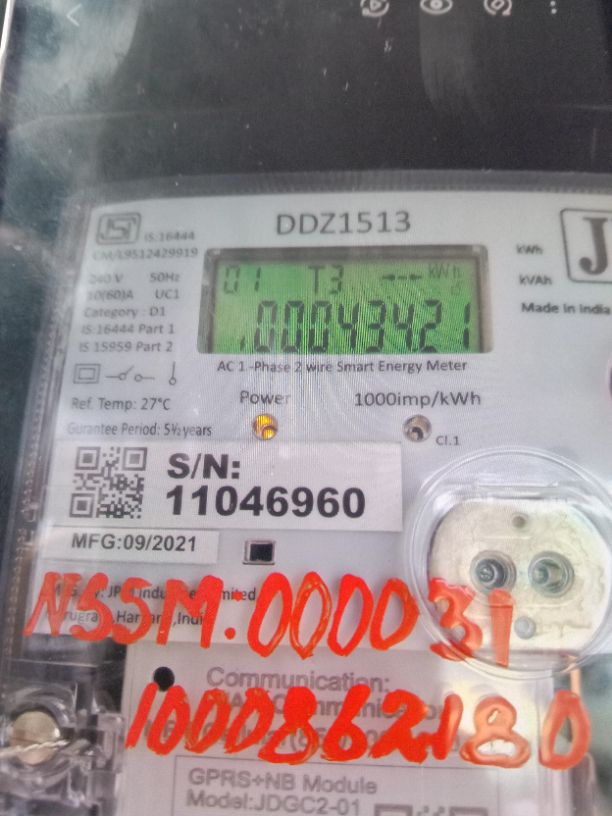 IS.16444
DDZ1513
CM/L9512429919
240 V 50Hz
10(60)A UC1
Category : D1
IS:16444 Part 1
IS 15959 Part 2
01 T3 kWh
.00043421
kWh
kVAh
J
Made in India
AC 1 -Phase 2 wire Smart Energy Meter
Ref. Temp: 27°C
Power 1000imp/kWh
Gurantee Period: 5½ years
Cl.1
S/N:
11046960
MFG:09/2021
NSSM.000031
Communication:
1000862180
GPRS+NB Module
Model:JDGC2-01